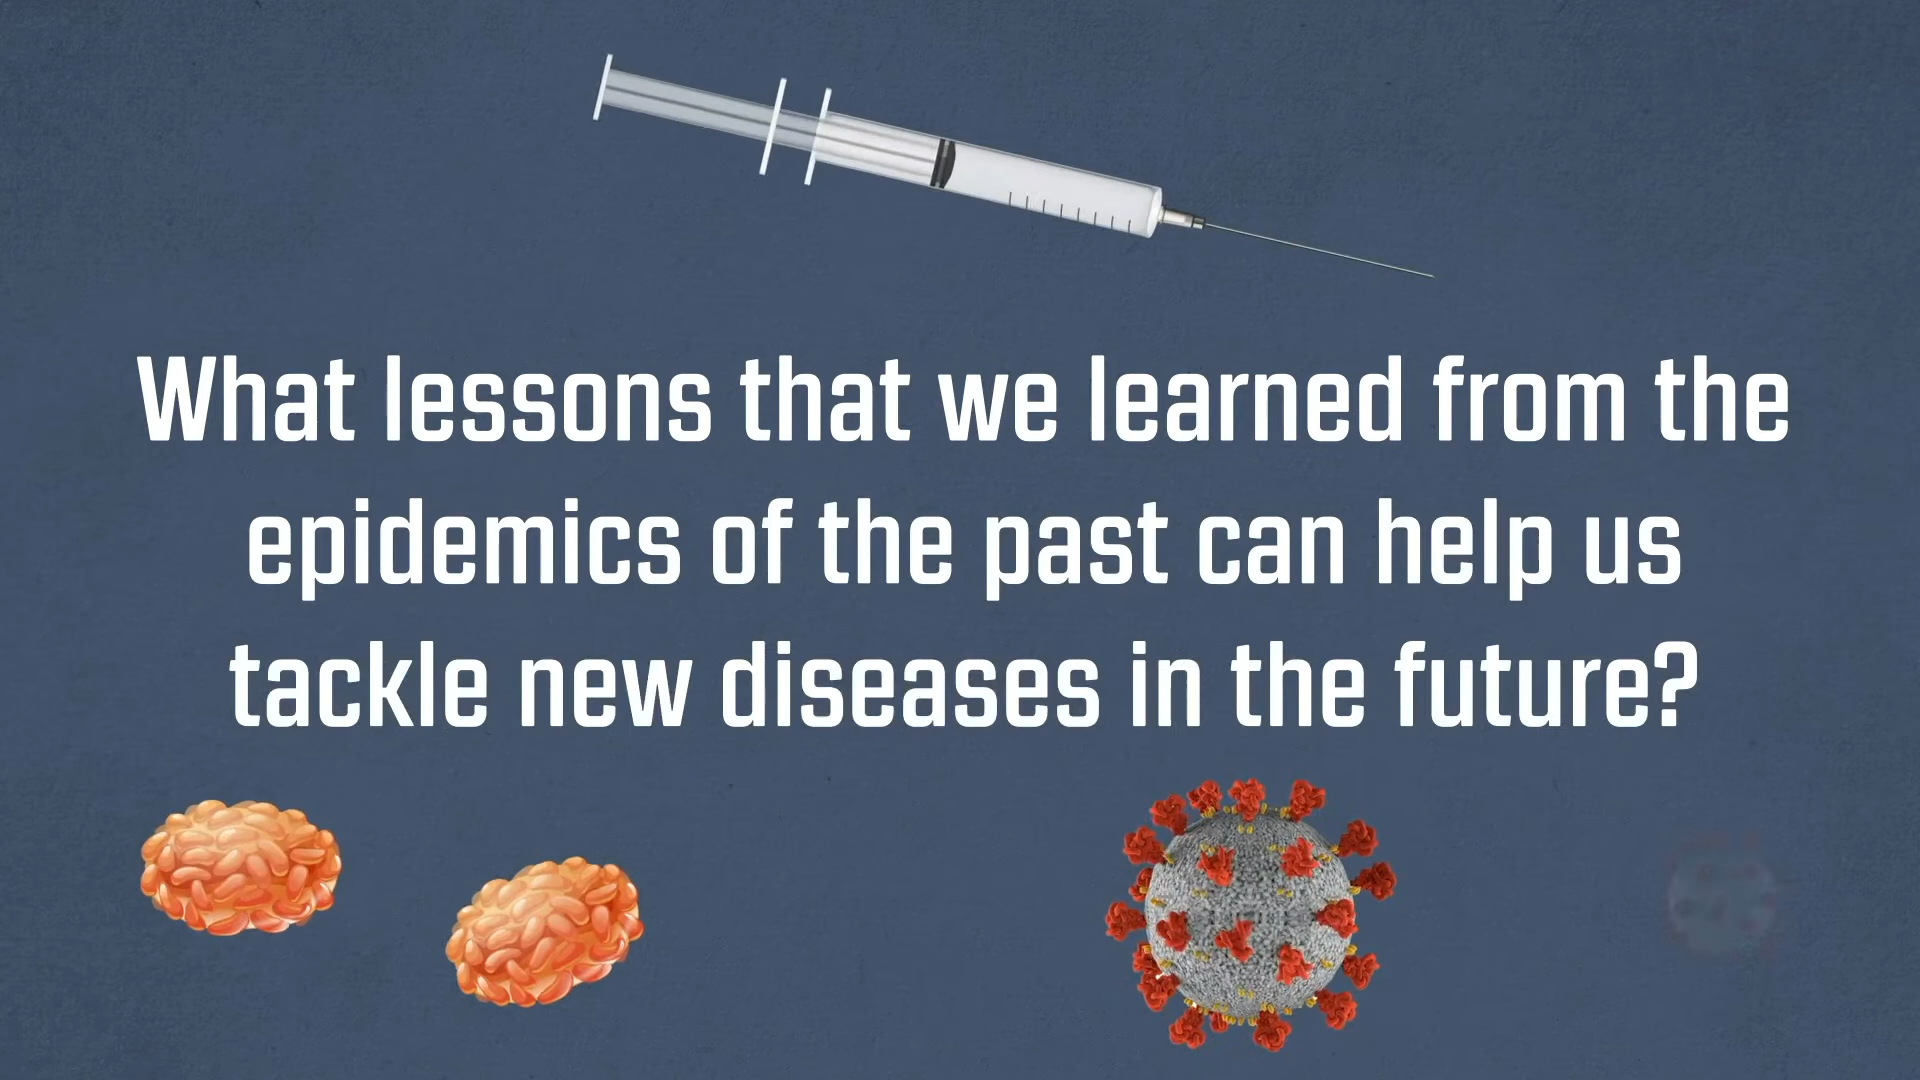 What lessons that we learned from the
epidemics of the past can help us
tackle new diseases in the future?